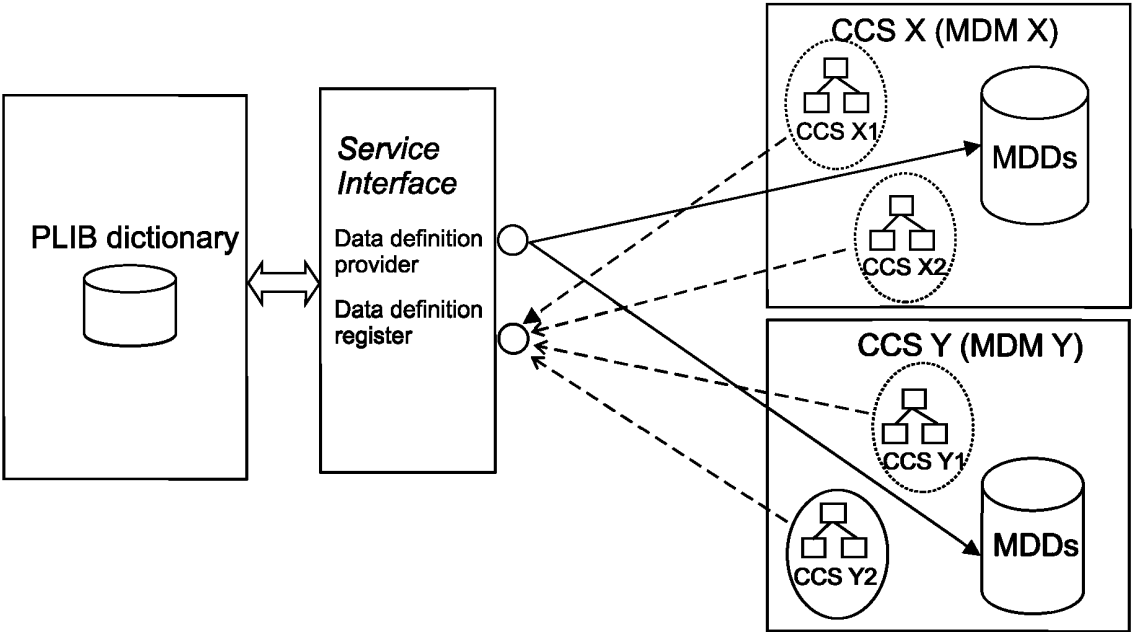 PLIB dictionary
Service
Interface
Data definition
provider
Data definition
register
CCS X (MDM X)
CCS X1
MDDs
CCS X2
CCS Y (MDM Y)
CCS Y1
MDDs
CCS Y2